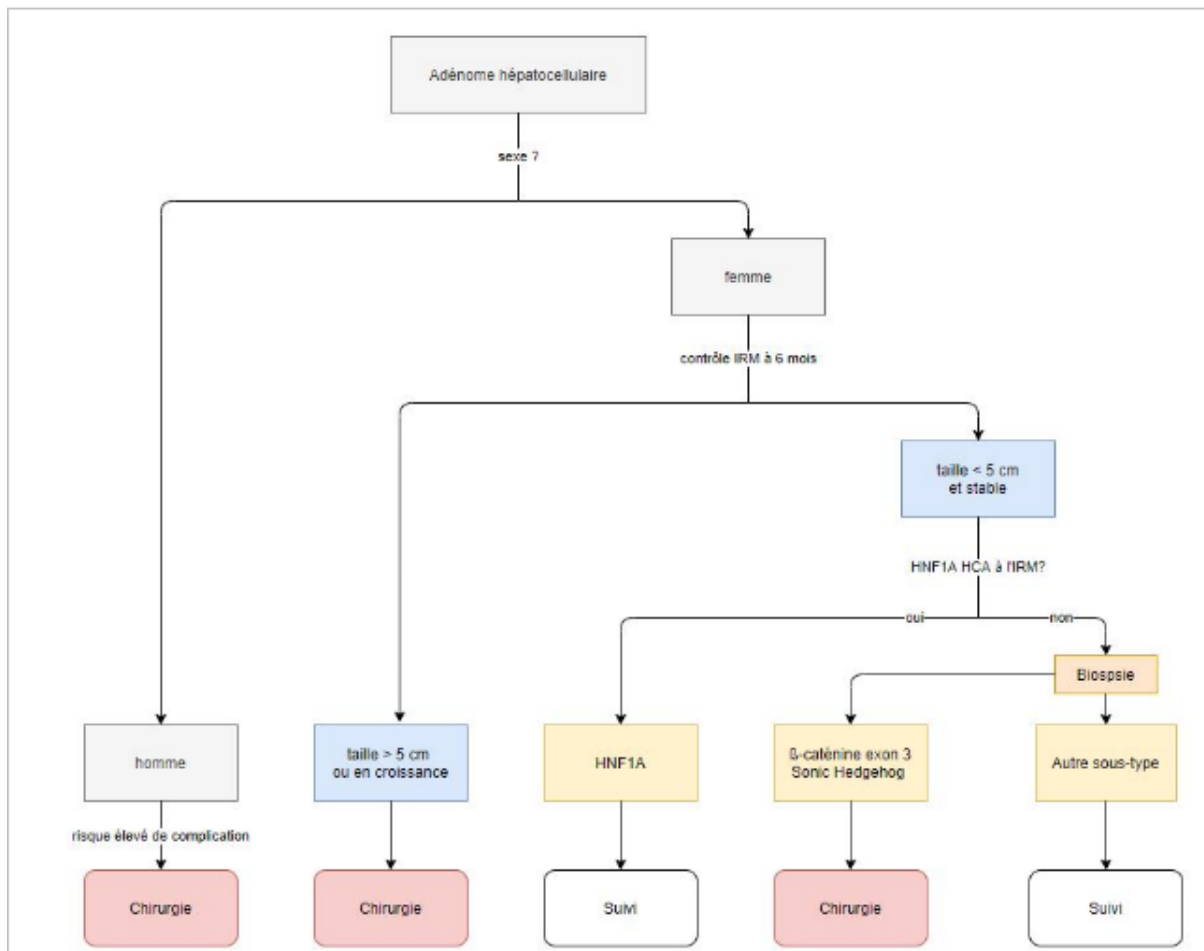 Adénome hépatocellulaire
sexe ?
femme
contrôle IRM à 6 mois
taille < 5 cm
et stable
HNF1A HCA à l'IRM?
oui
non
Biospsie
homme
taille > 5 cm
ou en croissance
HNF1A
ß-caténine exon 3
Sonic Hedgehog
Autre sous-type
risque élevé de complication
Chirurgie
Chirurgie
Suivi
Chirurgie
Suivi